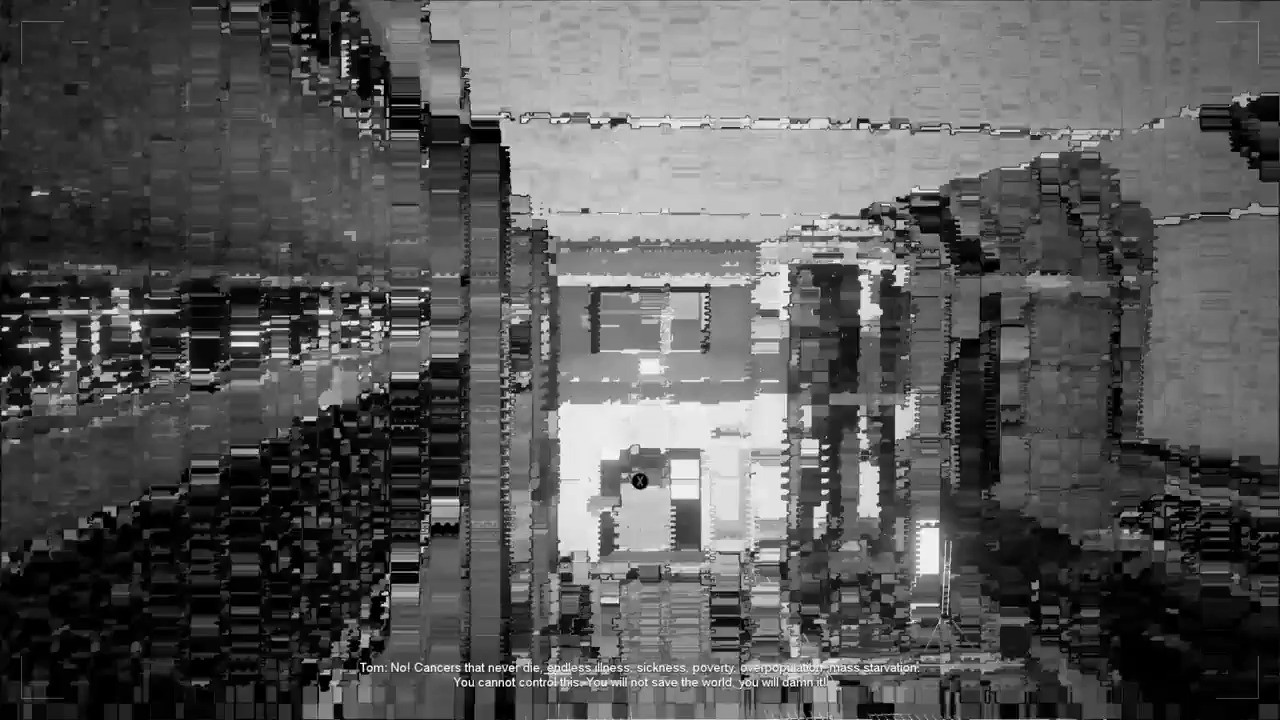 X
Tom: No! Cancers that never die, endless illness, sickness, poverty, overpopulation, mass starvation.
You cannot control this. You will not save the world, you will damn it!